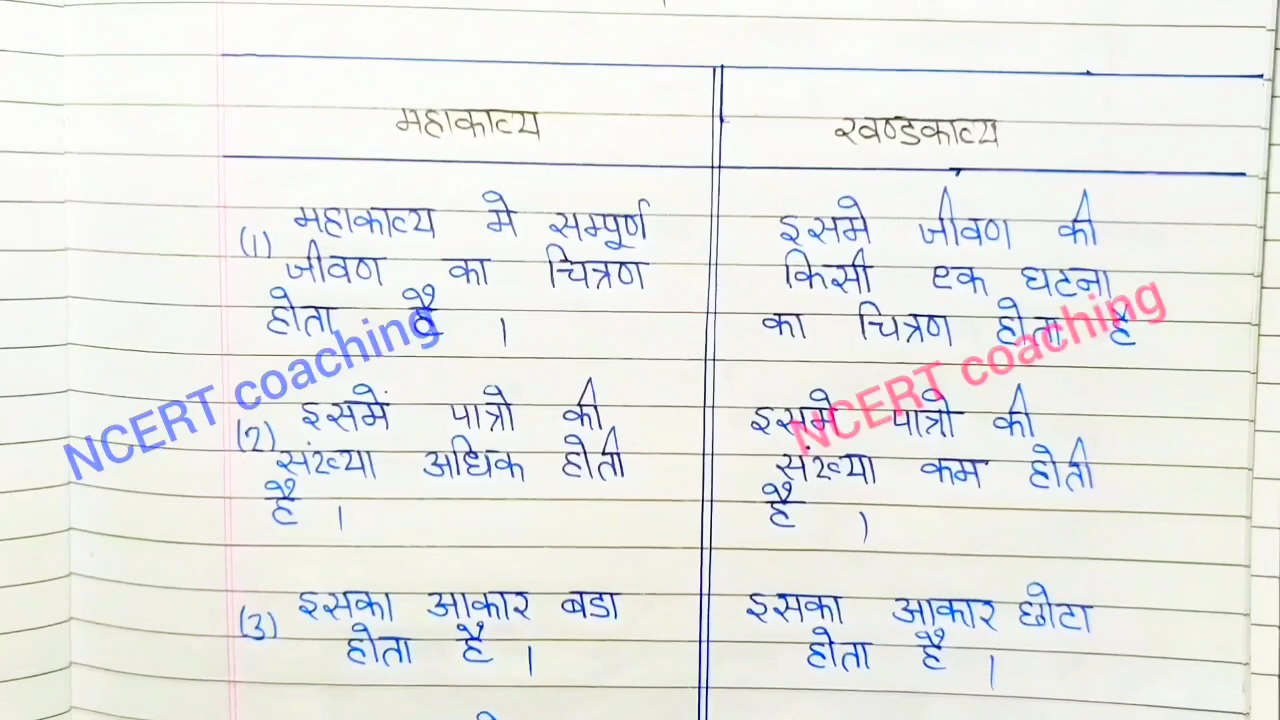 महाकाव्य
खण्डकाव्य
(1) महाकाव्य मे सम्पूर्ण
जीवण का चित्रण
होता है ।
इसमे जीवण की
किसी एक घटना
का चित्रण होता है
(2) इसमें पात्रो की
संख्या अधिक होती
है ।
इसमे पात्रो की
संख्या कम होती
है ।
(3) इसका आकार बडा
होता है ।
इसका आकार छोटा
होता है ।
NCERT coaching
NCERT coaching